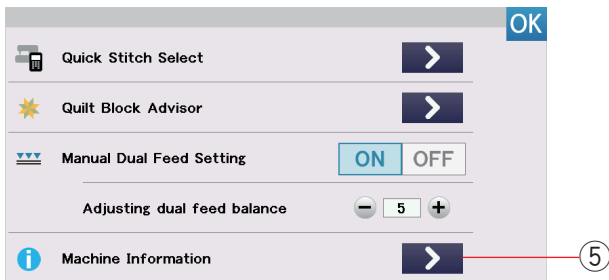 OK
Quick Stitch Select
Quilt Block Advisor
Manual Dual Feed Setting ON OFF
Adjusting dual feed balance − 5 +
Machine Information ⑤